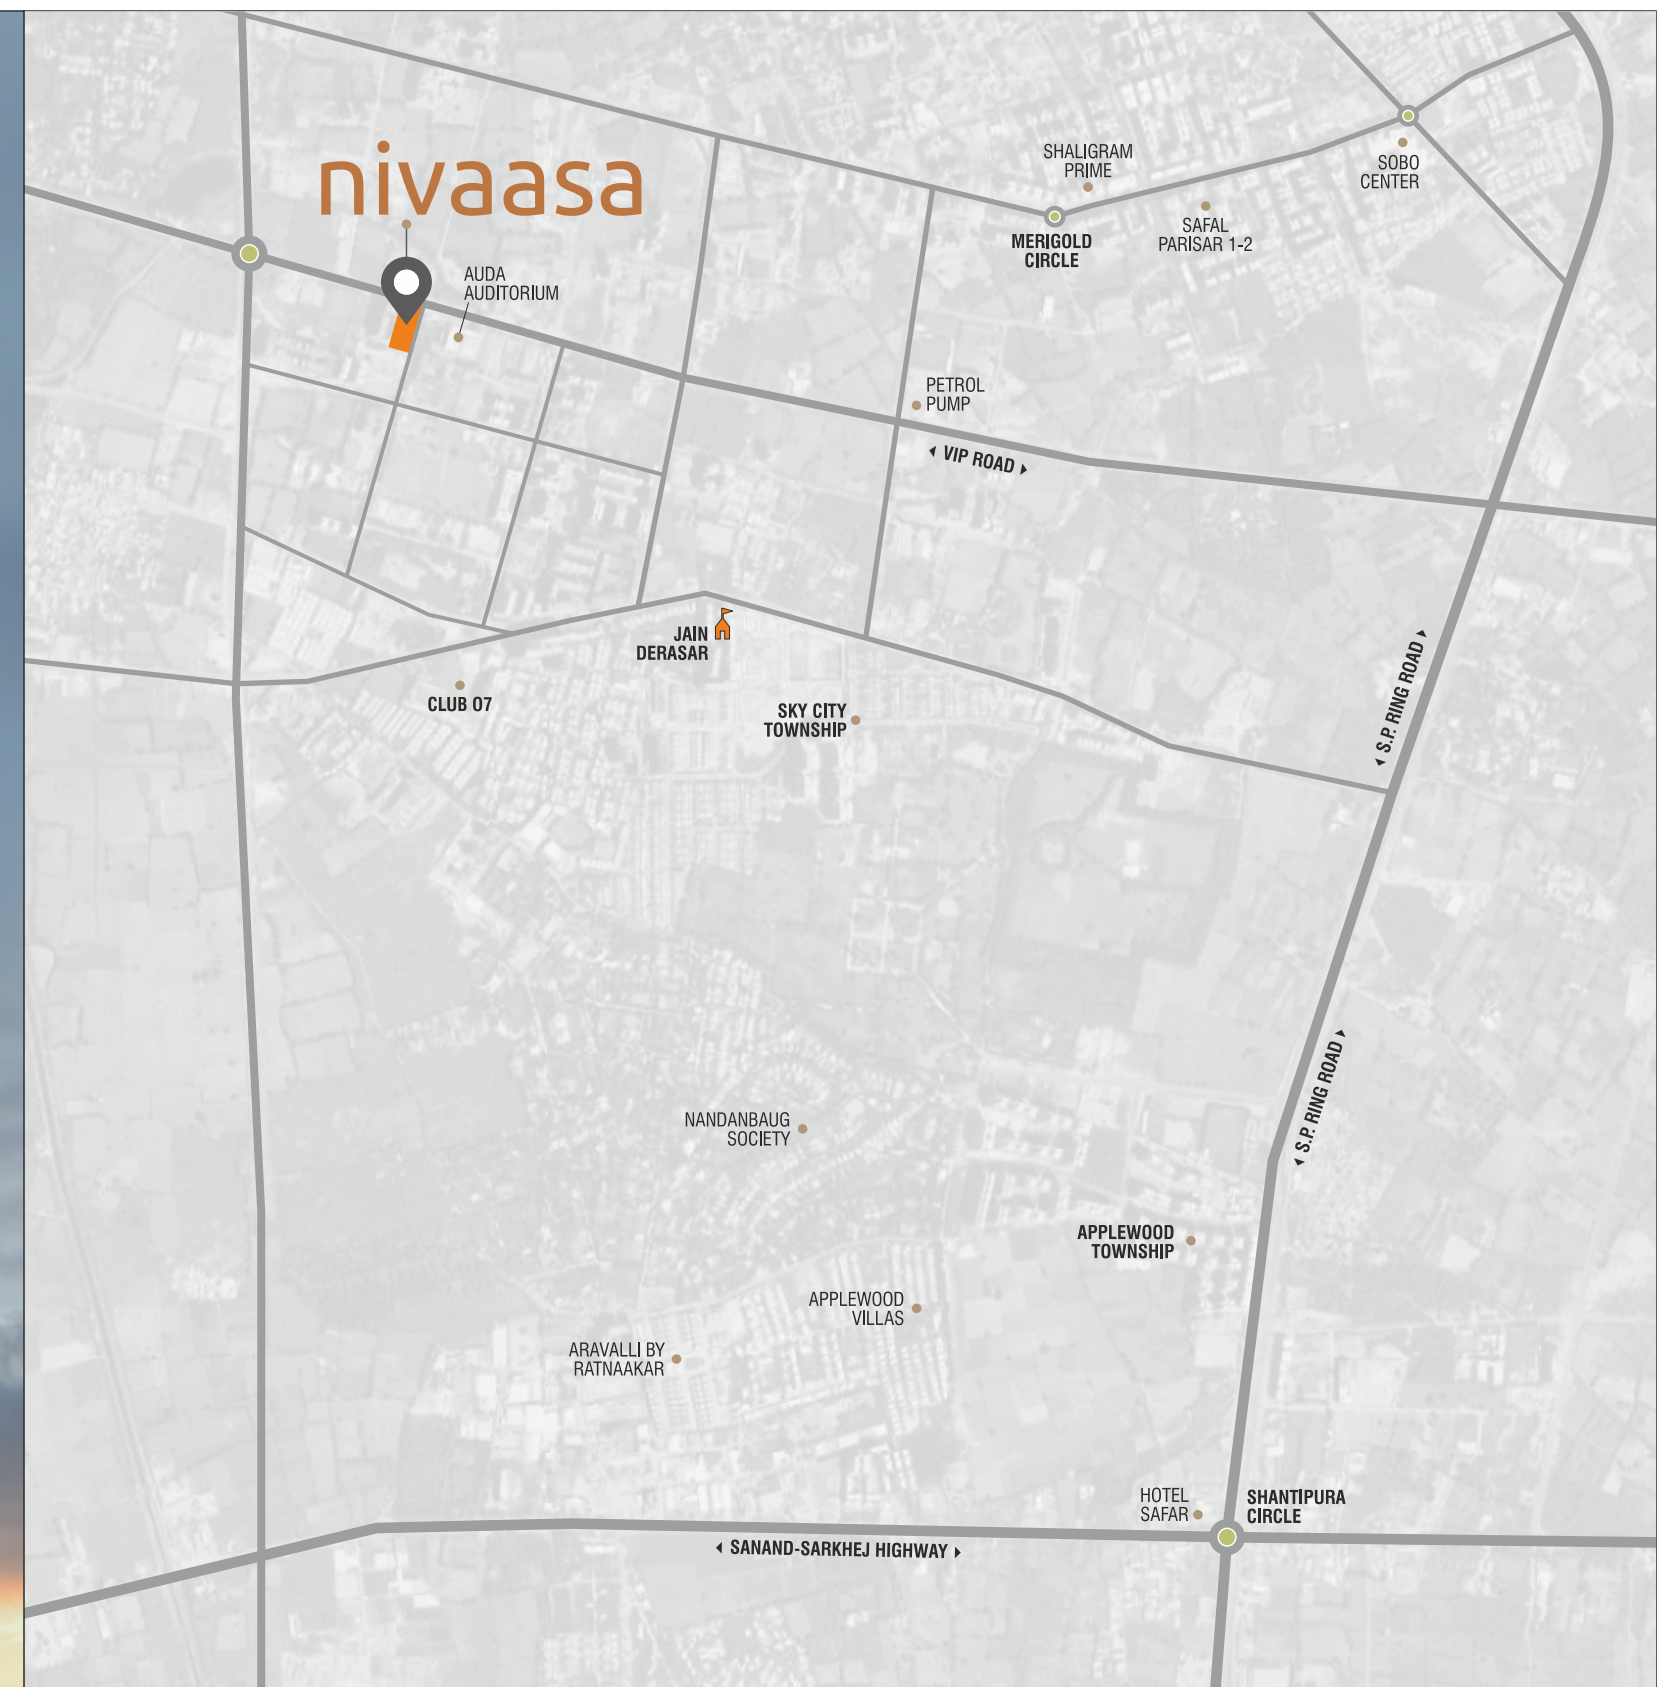 nivaasa
SHALIGRAM
PRIME
SOBO
CENTER
SAFAL
PARISAR 1-2
MERIGOLD
CIRCLE
AUDA
AUDITORIUM
PETROL
PUMP
VIP ROAD
JAIN
DERASAR
CLUB 07
SKY CITY
TOWNSHIP
S.P. RING ROAD
S.P. RING ROAD
NANDANBAUG
SOCIETY
APPLEWOOD
TOWNSHIP
APPLEWOOD
VILLAS
ARAVALLI BY
RATNAAKAR
HOTEL
SAFAR
SHANTIPURA
CIRCLE
SANAND-SARKHEJ HIGHWAY